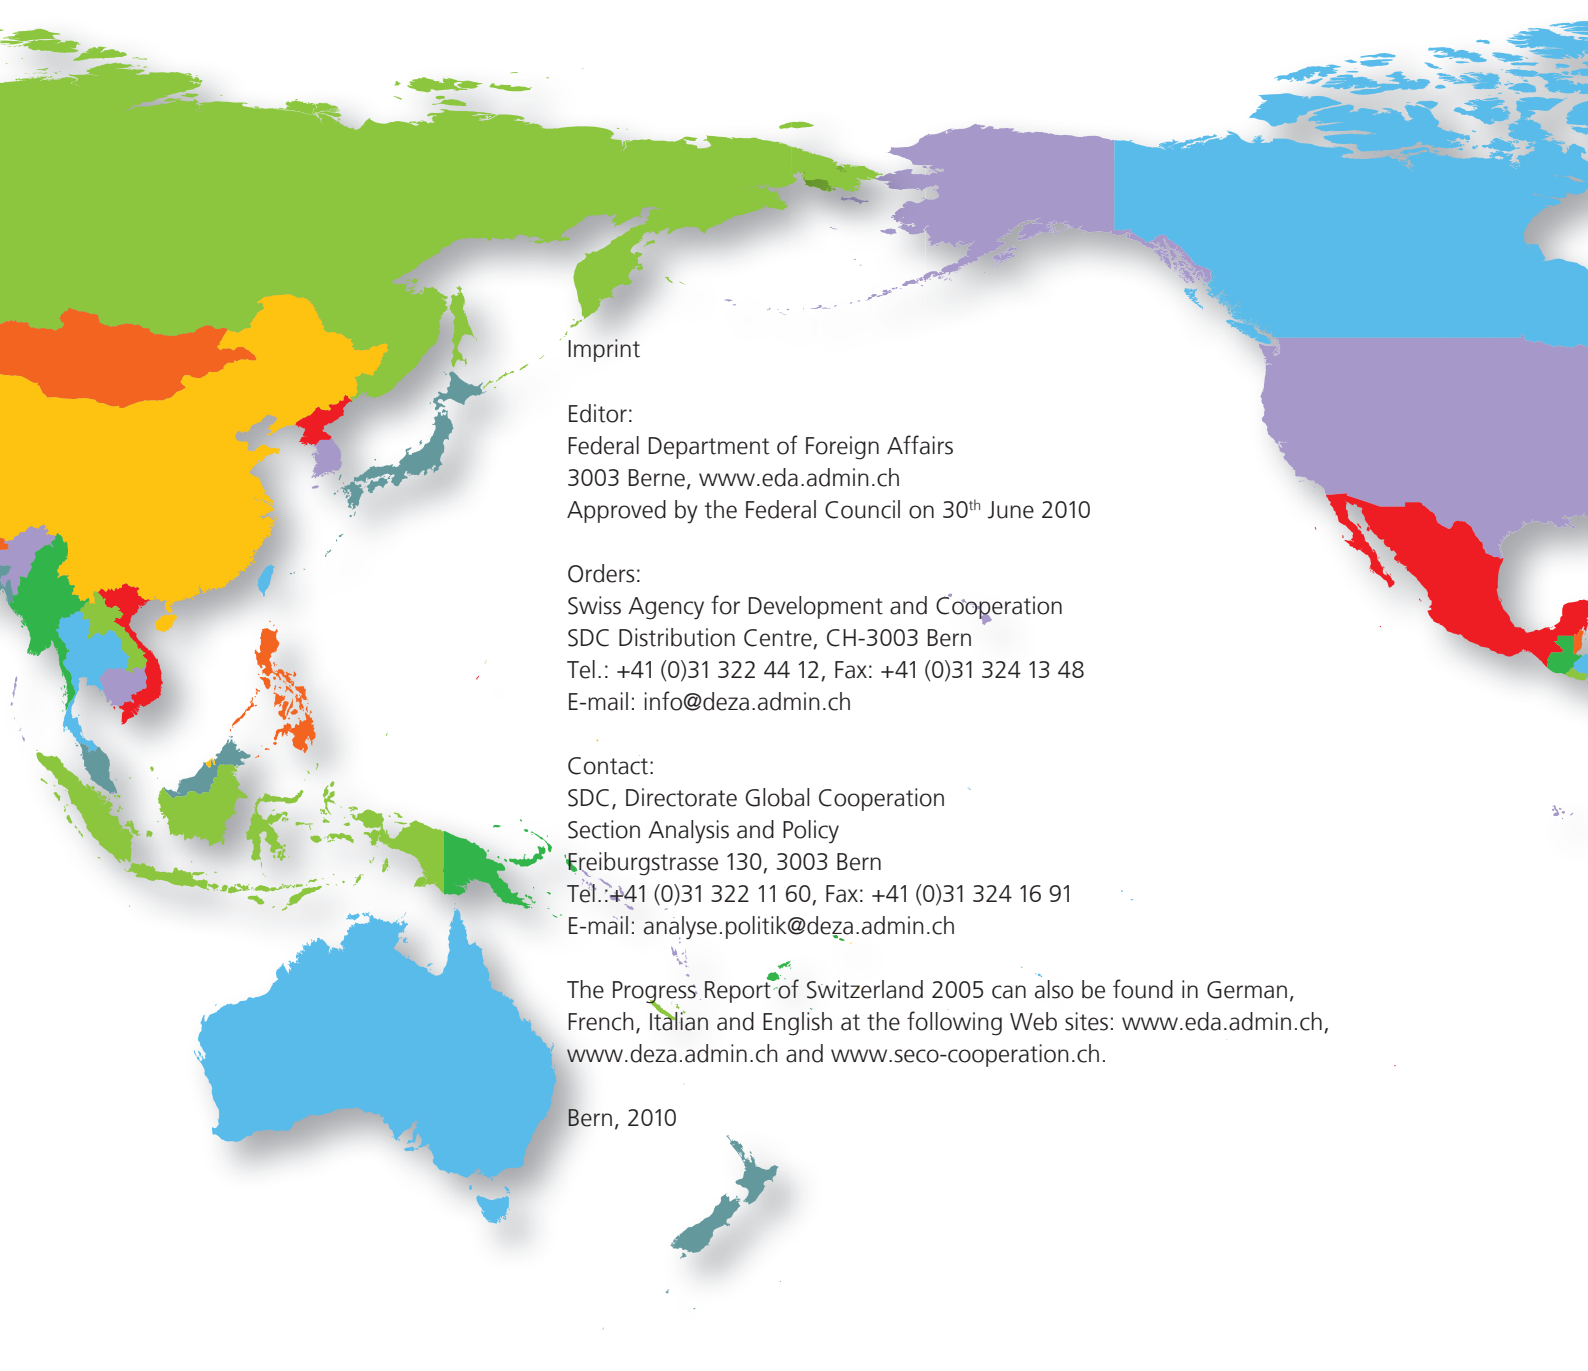 Imprint
Editor:
Federal Department of Foreign Affairs
3003 Berne, www.eda.admin.ch
Approved by the Federal Council on 30th June 2010
Orders:
Swiss Agency for Development and Cooperation
SDC Distribution Centre, CH-3003 Bern
Tel.: +41 (0)31 322 44 12, Fax: +41 (0)31 324 13 48
E-mail: info@deza.admin.ch
Contact:
SDC, Directorate Global Cooperation
Section Analysis and Policy
Freiburgstrasse 130, 3003 Bern
Tel.:+41 (0)31 322 11 60, Fax: +41 (0)31 324 16 91
E-mail: analyse.politik@deza.admin.ch
The Progress Report of Switzerland 2005 can also be found in German,
French, Italian and English at the following Web sites: www.eda.admin.ch,
www.deza.admin.ch and www.seco-cooperation.ch.
Bern, 2010